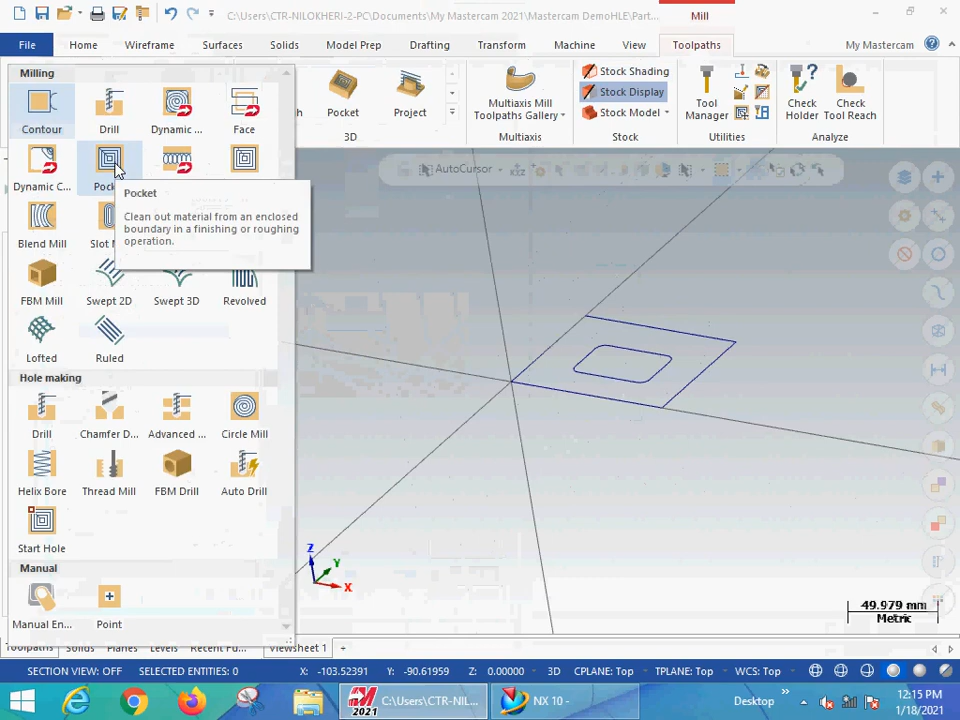 C:\Users\CTR-NILOKHERI-2-PC\Documents\My Mastercam 2021\Mastercam DemoHLE\Part...
Mill
File
Home
Wireframe
Surfaces
Solids
Model Prep
Drafting
Transform
Machine
View
Toolpaths
My Mastercam
Milling
Contour
Drill
Dynamic ...
Face
Pocket
Project
3D
Multiaxis Mill
Toolpaths Gallery
Multiaxis
Stock Shading
Stock Display
Stock Model
Stock
Tool
Manager
Utilities
Check
Holder
Check
Tool Reach
Analyze
Dynamic C...
AutoCursor
Pocket
Clean out material from an enclosed
boundary in a finishing or roughing
operation.
Blend Mill
FBM Mill
Swept 2D
Swept 3D
Revolved
Lofted
Ruled
Hole making
Drill
Chamfer D...
Advanced ...
Circle Mill
Helix Bore
Thread Mill
FBM Drill
Auto Drill
Start Hole
Manual
Manual En...
Point
Z
Y
X
49.979 mm
Metric
Toolpaths
Solids
Planes
Levels
Recent Fu...
Viewsheet 1
SECTION VIEW: OFF
SELECTED ENTITIES: 0
X: -103.52391
Y: -90.61959
Z: 0.00000
3D
CPLANE: Top
TPLANE: Top
WCS: Top
2021
C:\Users\CTR-NIL...
NX 10 -
Desktop
12:15 PM
1/18/2021